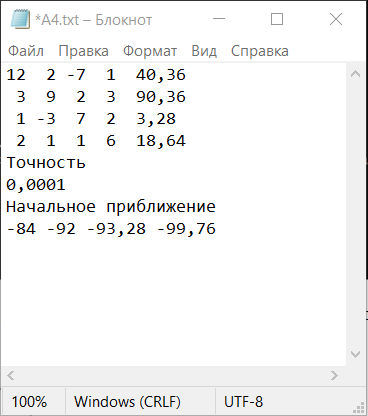 *A4.txt – Блокнот
Файл Правка Формат Вид Справка
12 2 -7 1 40,36
3 9 2 3 90,36
1 -3 7 2 3,28
2 1 1 6 18,64
Точность
0,0001
Начальное приближение
-84 -92 -93,28 -99,76
100% Windows (CRLF) UTF-8